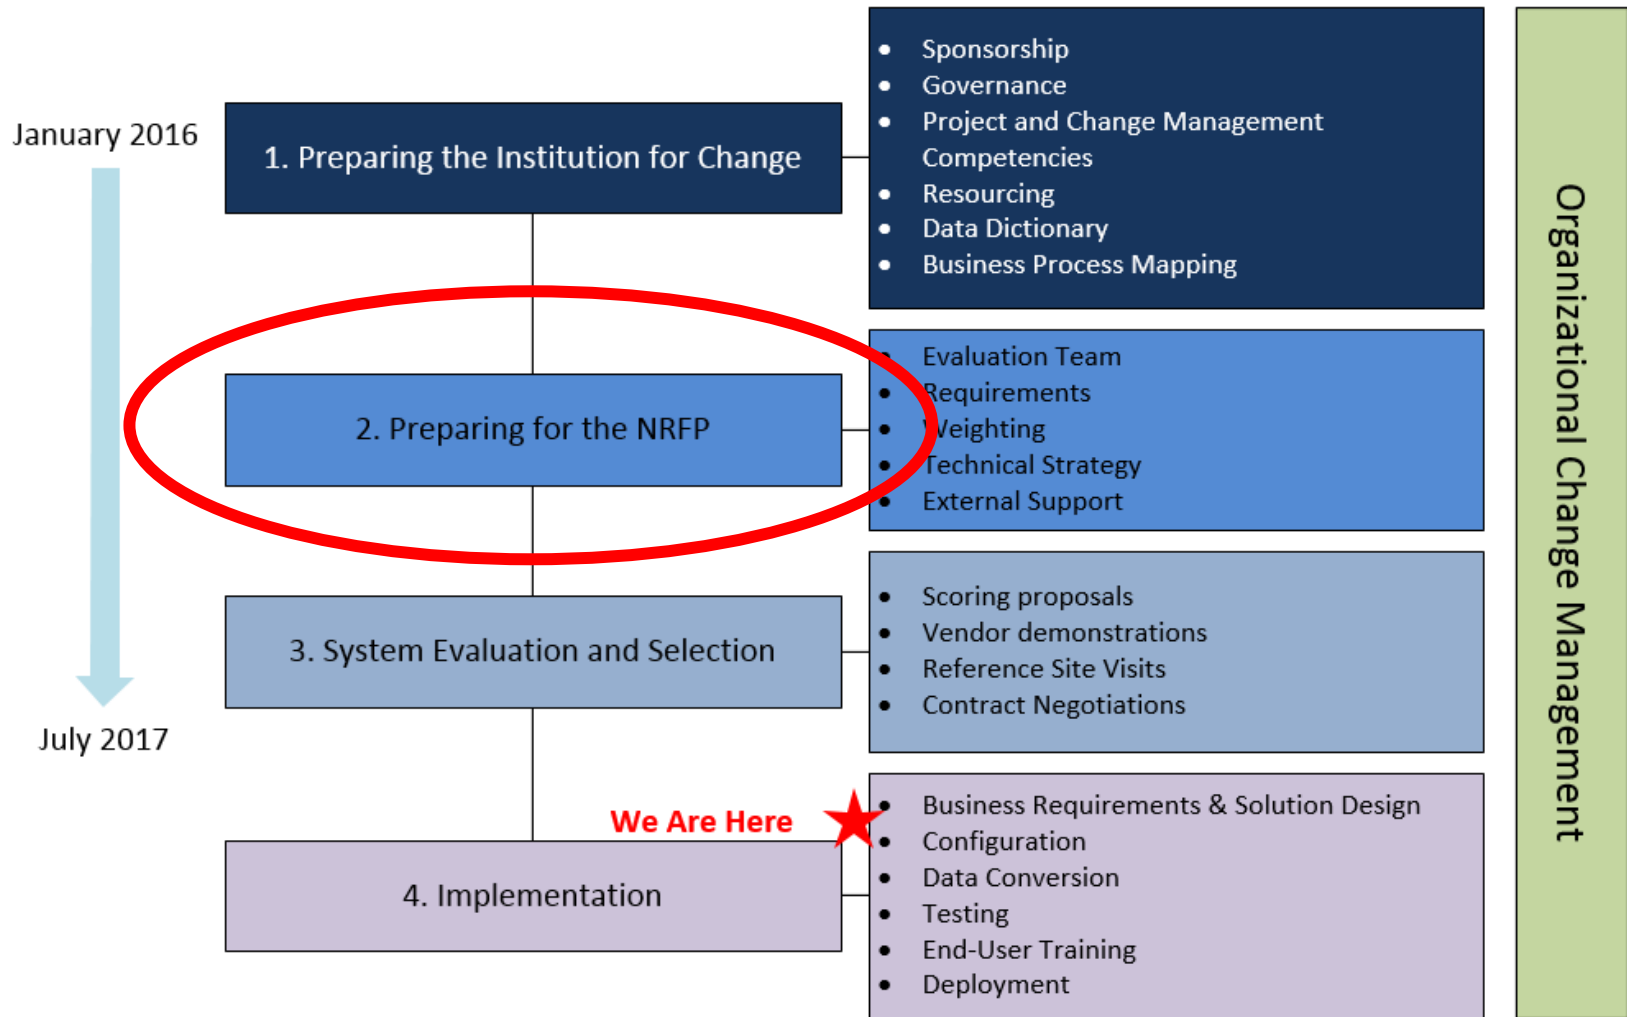 January 2016
July 2017
1. Preparing the Institution for Change
• Sponsorship
• Governance
• Project and Change Management
Competencies
• Resourcing
• Data Dictionary
• Business Process Mapping
2. Preparing for the NRFP
• Evaluation Team
• Requirements
• Weighting
• Technical Strategy
• External Support
3. System Evaluation and Selection
• Scoring proposals
• Vendor demonstrations
• Reference Site Visits
• Contract Negotiations
We Are Here
4. Implementation
• Business Requirements & Solution Design
• Configuration
• Data Conversion
• Testing
• End-User Training
• Deployment
Organizational Change Management